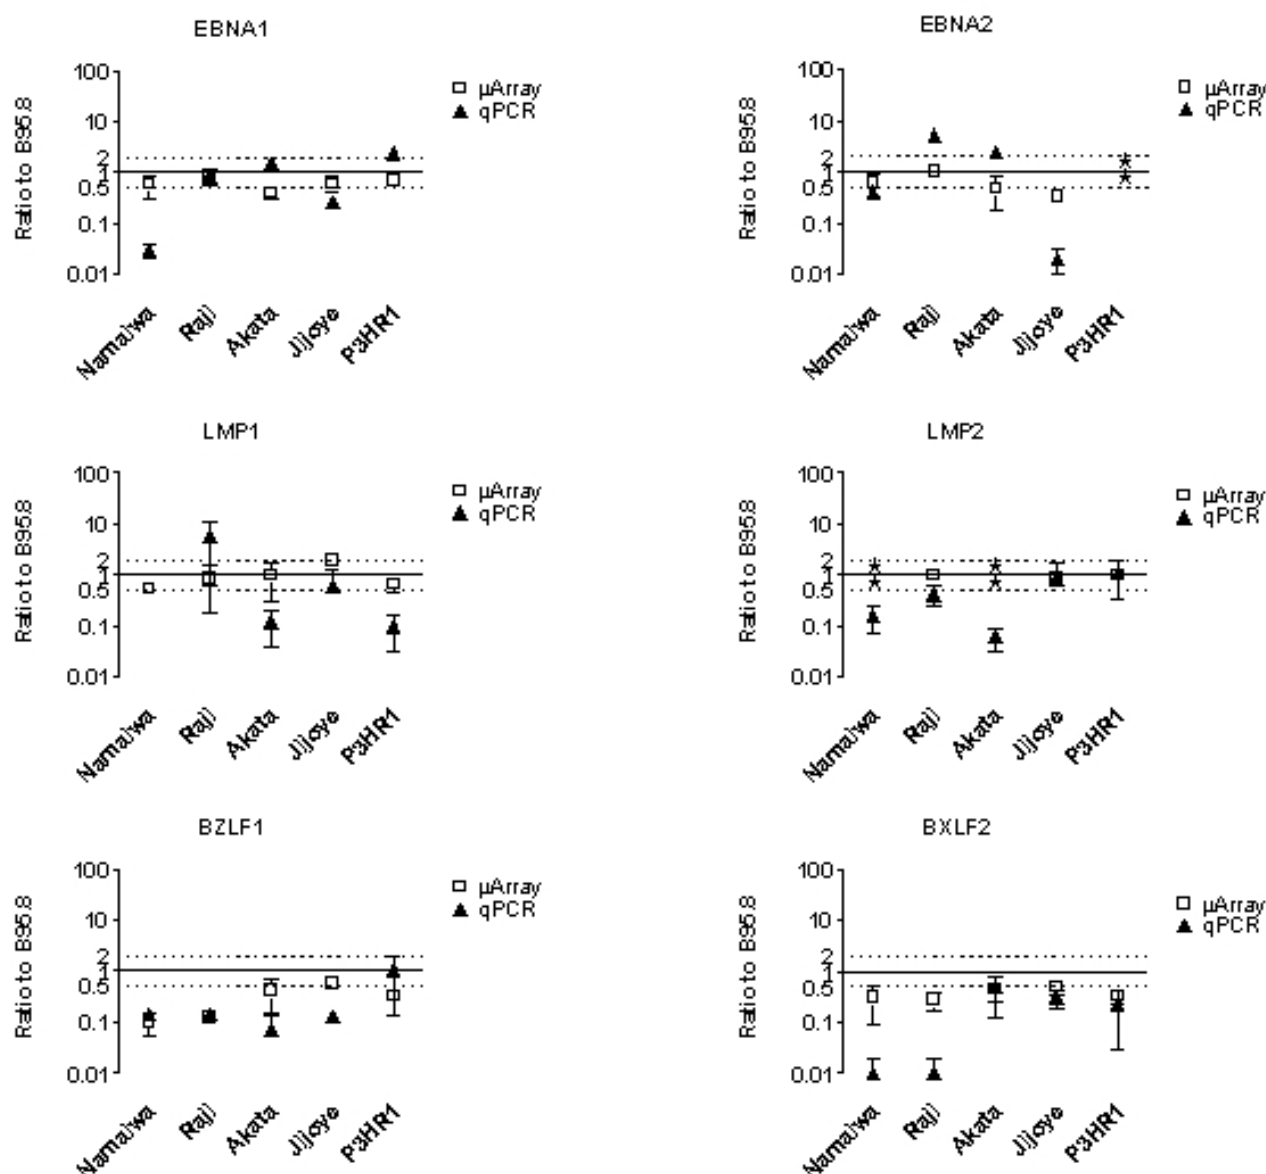 EBNA1
100
10
2
1
0.5
0.1
0.01
Ratio to B95.8
µArray
qPCR
Namalwa
Raji
Akata
Jijoye
P3HR1
EBNA2
100
10
2
1
0.5
0.1
0.01
Ratio to B95.8
µArray
qPCR
Namalwa
Raji
Akata
Jijoye
P3HR1
LMP1
100
10
2
1
0.5
0.1
0.01
Ratio to B95.8
µArray
qPCR
Namalwa
Raji
Akata
Jijoye
P3HR1
LMP2
100
10
2
1
0.5
0.1
0.01
Ratio to B95.8
µArray
qPCR
Namalwa
Raji
Akata
Jijoye
P3HR1
BZLF1
100
10
2
1
0.5
0.1
0.01
Ratio to B95.8
µArray
qPCR
Namalwa
Raji
Akata
Jijoye
P3HR1
BXLF2
100
10
2
1
0.5
0.1
0.01
Ratio to B95.8
µArray
qPCR
Namalwa
Raji
Akata
Jijoye
P3HR1